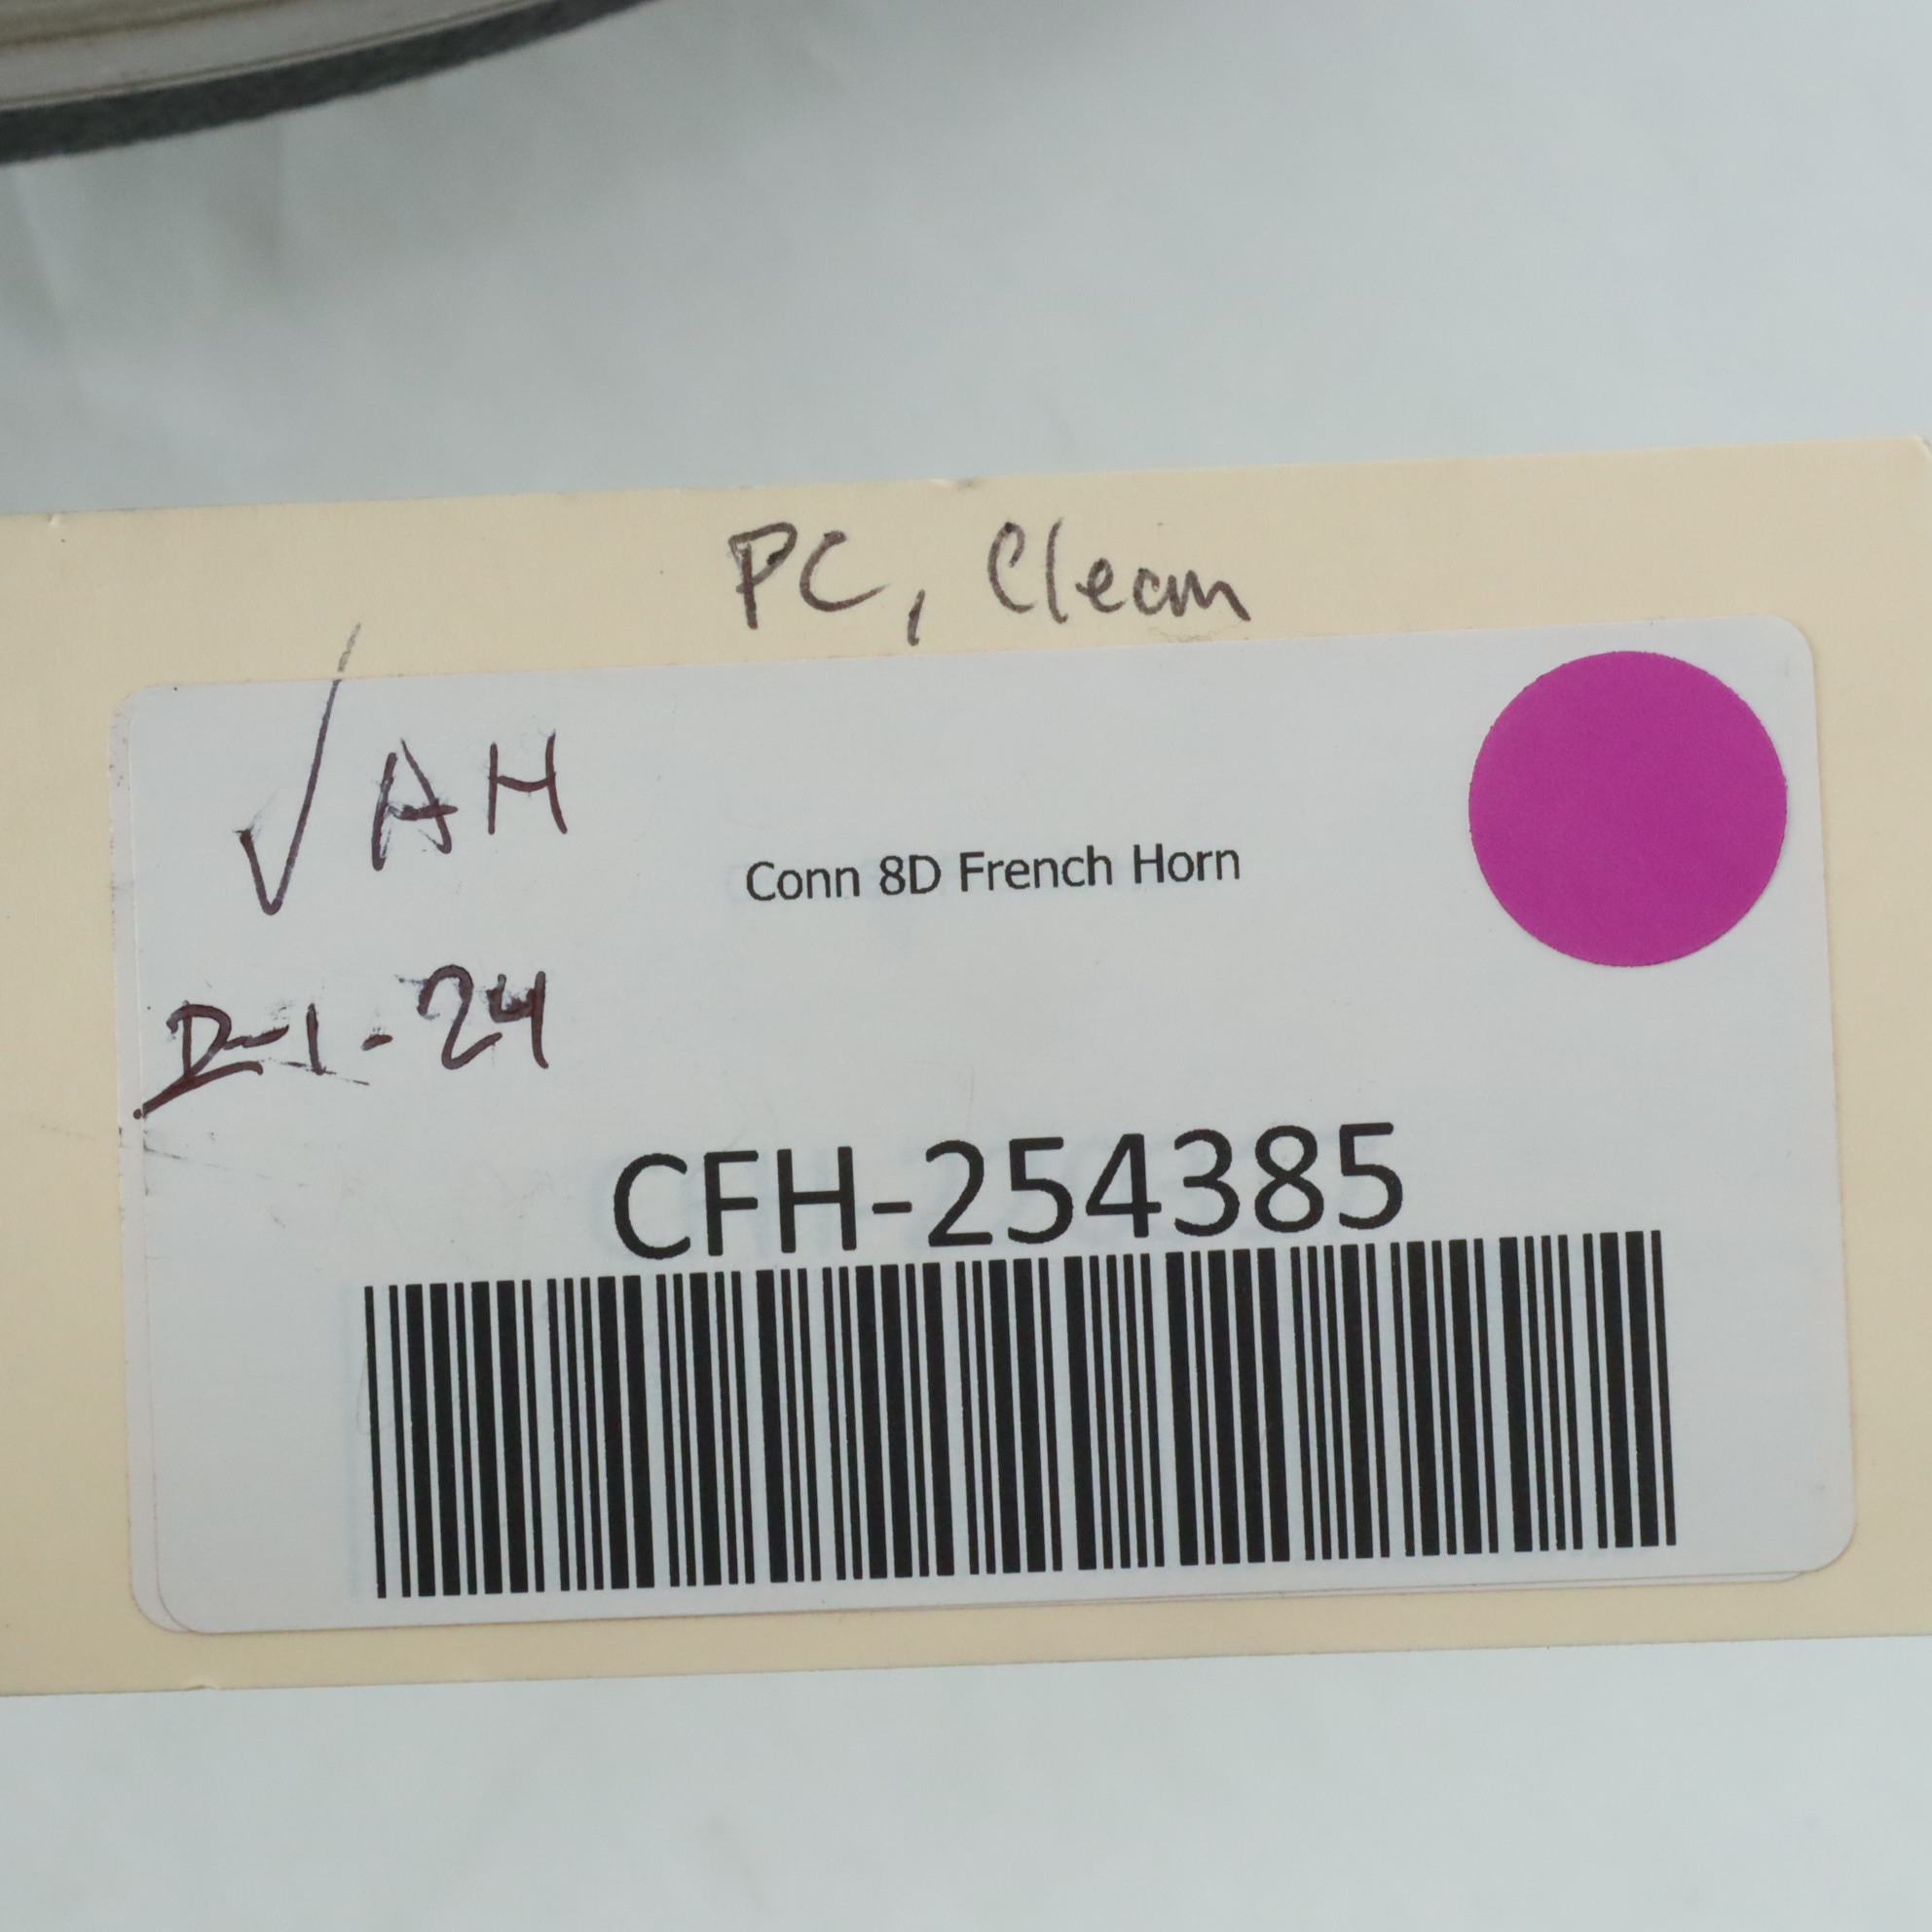 PC, Clean
√ AH
Conn 8D French Horn
2-1-24
CFH-254385